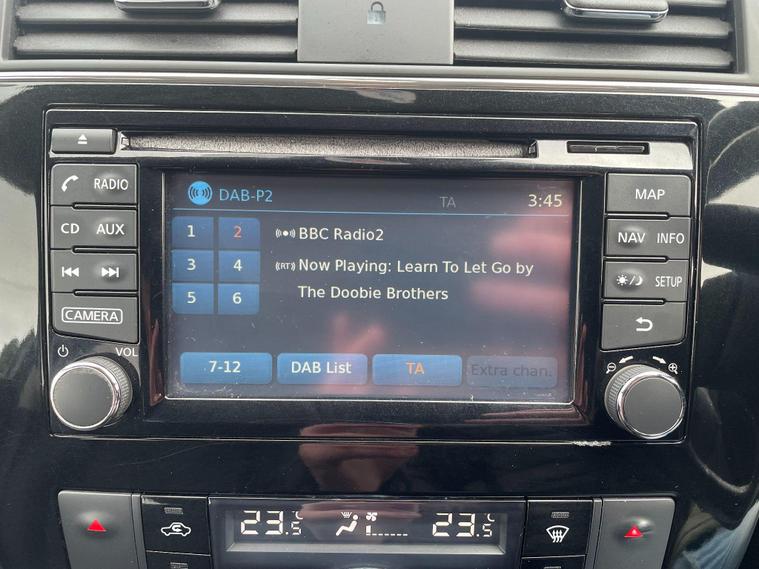 RADIO
CD AUX
CAMERA
VOL
DAB-P2
TA
3:45
1 2
3 4
5 6
BBC Radio2
(RT) Now Playing: Learn To Let Go by
The Doobie Brothers
7-12
DAB List
TA
Extra chan.
MAP
NAV INFO
SETUP
23.5°C
23.5°C